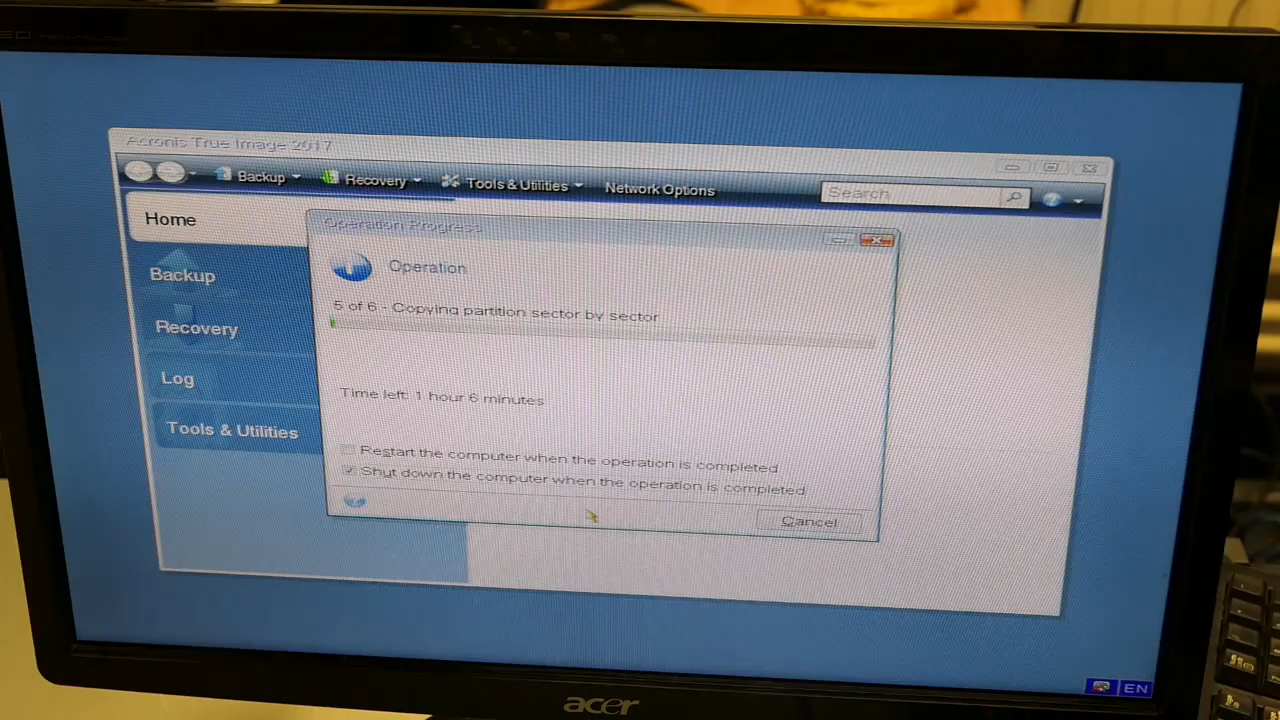 Acronis True Image 2017
Backup Recovery Tools & Utilities Network Options Search
Home
Backup
Recovery
Log
Tools & Utilities
Operation Progress
Operation
5 of 6 - Copying partition sector by sector
Time left: 1 hour 6 minutes
Restart the computer when the operation is completed
Shut down the computer when the operation is completed
Cancel
EN
acer